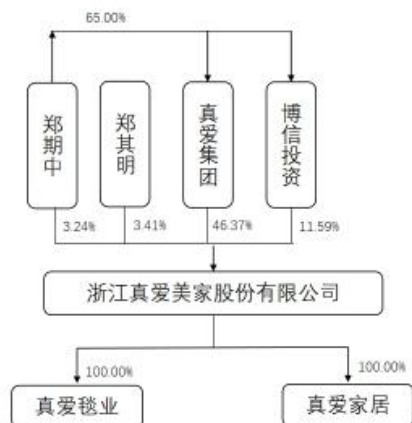 65.00%
郑期中
郑其明
真爱集团
博信投资
3.24%
3.41%
46.37%
11.59%
浙江真爱美家股份有限公司
100.00%
100.00%
真爱毯业
真爱家居